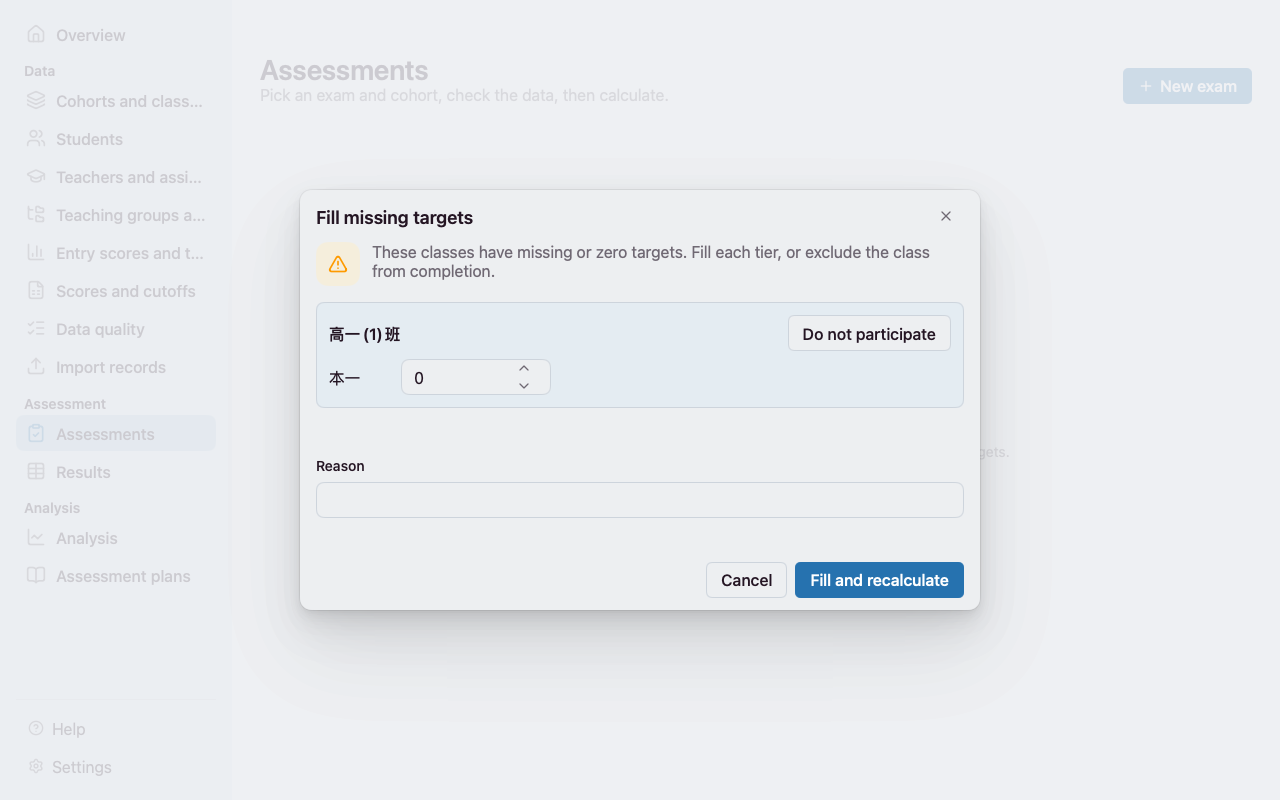 Overview
Data
Cohorts and class...
Students
Teachers and assi...
Teaching groups a...
Entry scores and t...
Scores and cutoffs
Data quality
Import records
Assessment
Assessments
Results
Analysis
Analysis
Assessment plans
Help
Settings
Assessments
Pick an exam and cohort, check the data, then calculate.
New exam
Fill missing targets
These classes have missing or zero targets. Fill each tier, or exclude the class
from completion.
高一 (1) 班
Do not participate
本一
0
gets.
Reason
Cancel
Fill and recalculate